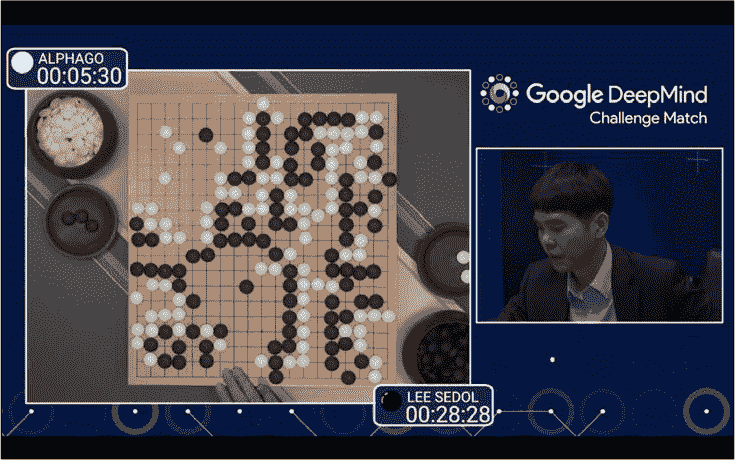 ALPHAGO
00:05:30
Google DeepMind
Challenge Match
LEE SEDOL
00:28:28